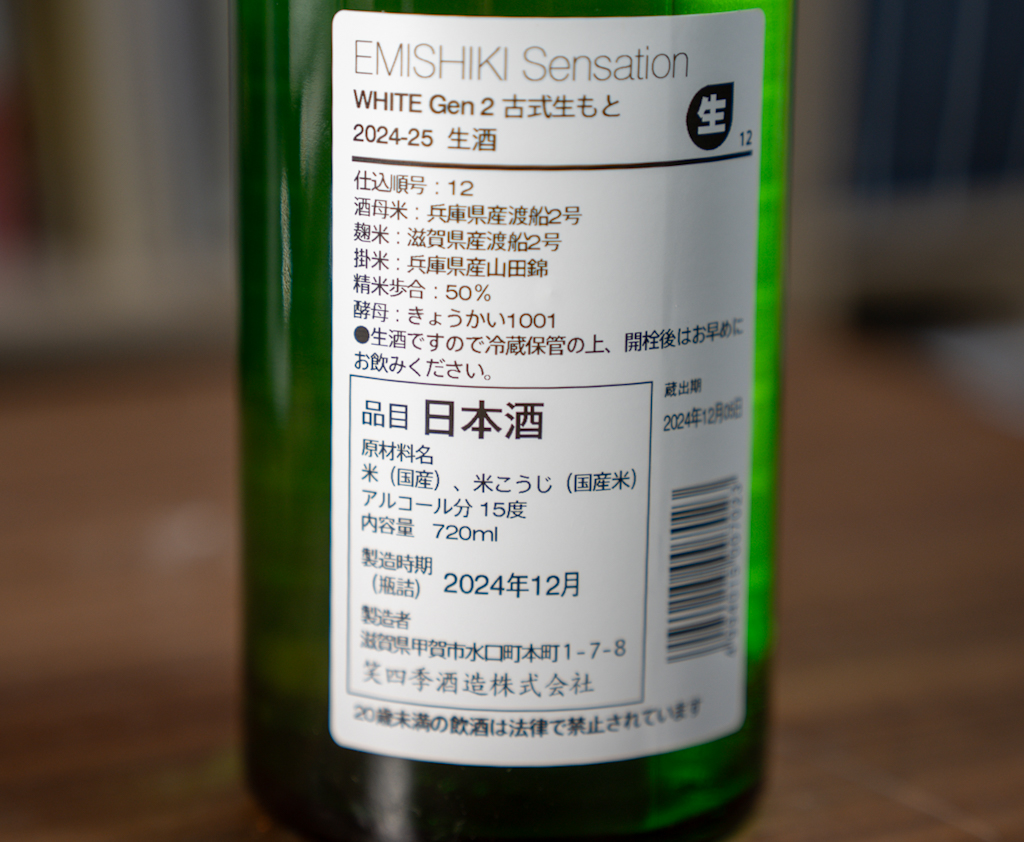 EMISHIKI Sensation
WHITE Gen 2 古式生もと
2024-25 生酒
生
12
仕込順号：12
酒母米：兵庫県産渡船2号
麹米：滋賀県産渡船2号
掛米：兵庫県産山田錦
精米歩合：50％
酵母：きょうかい1001
●生酒ですので冷蔵保管の上、開栓後はお早めに
お飲みください。
蔵出期
2024年12月05日
品目 日本酒
原材料名
米（国産）、米こうじ（国産米）
アルコール分 15度
内容量 720ml
製造時期
（瓶詰） 2024年12月
製造者
滋賀県甲賀市水口町本町1-7-8
笑四季酒造株式会社
20歳未満の飲酒は法律で禁止されています